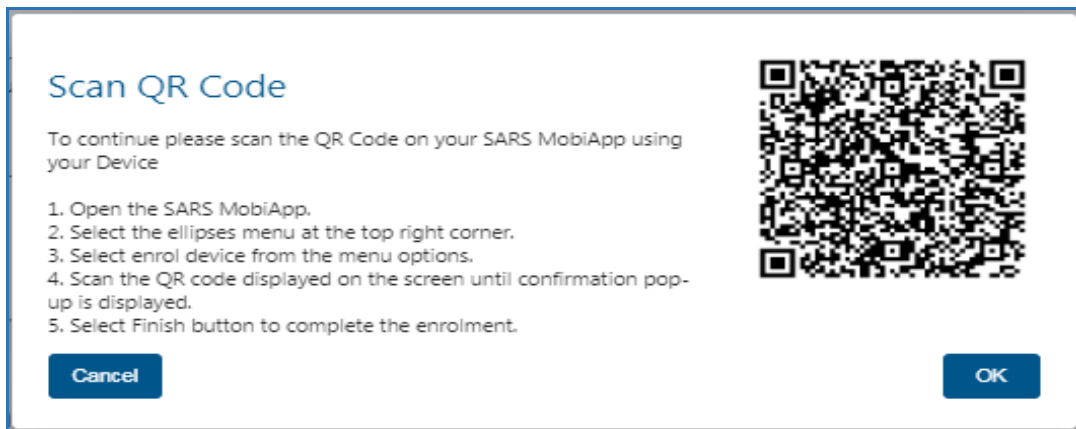 Scan QR Code
To continue please scan the QR Code on your SARS MobiApp using
your Device
1. Open the SARS MobiApp.
2. Select the ellipses menu at the top right corner.
3. Select enrol device from the menu options.
4. Scan the QR code displayed on the screen until confirmation pop-
up is displayed.
5. Select Finish button to complete the enrolment.
Cancel
OK